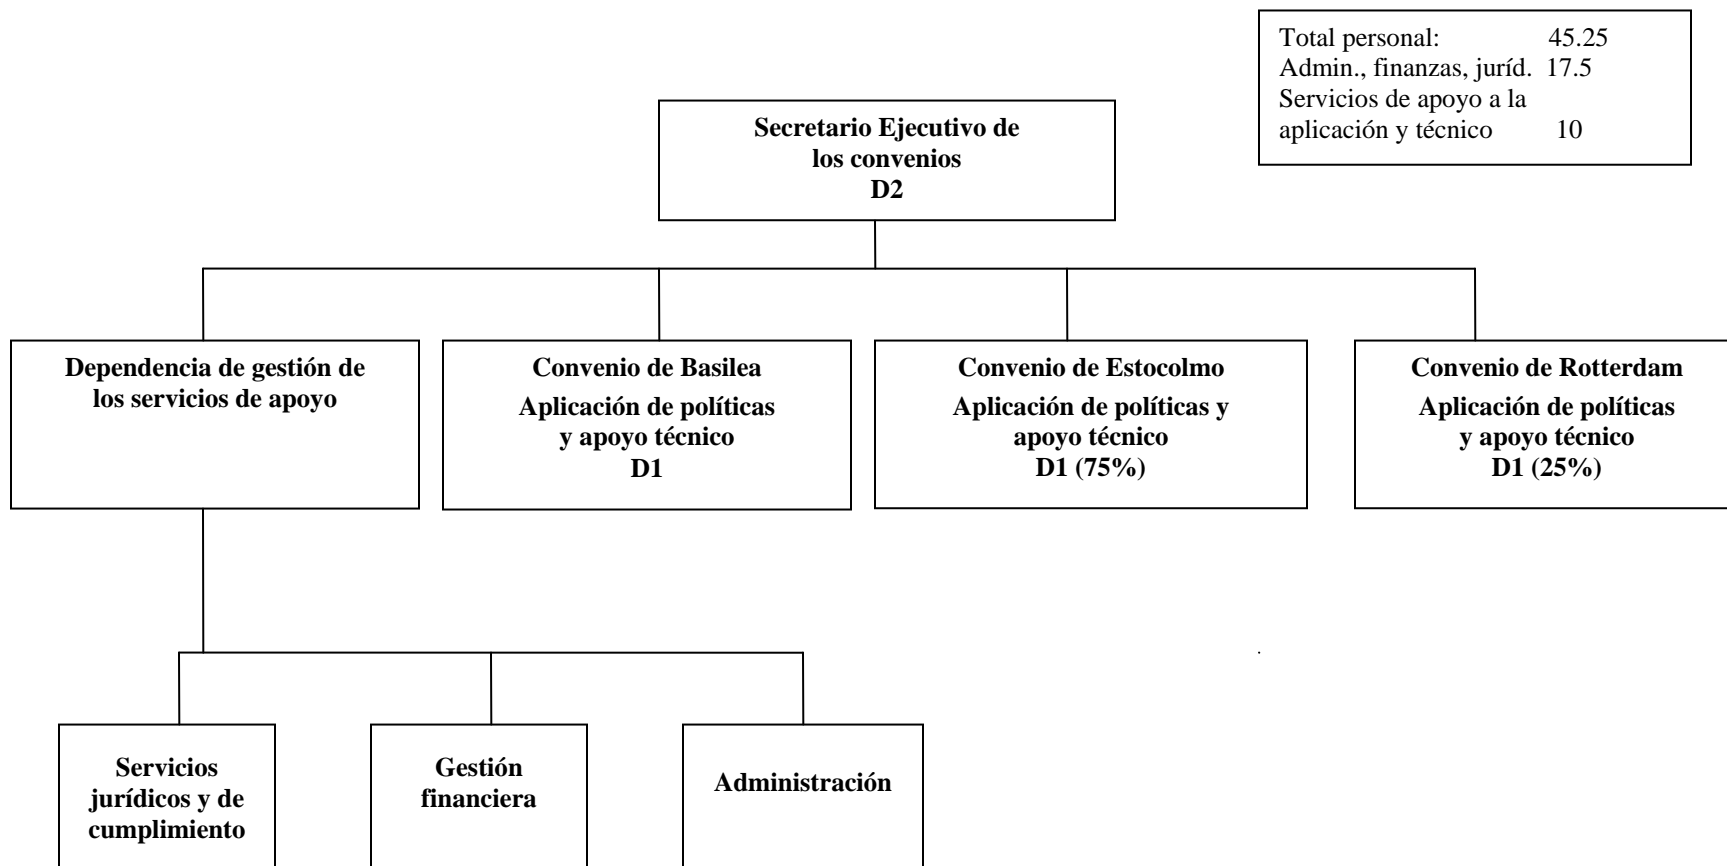 Total personal: 45.25
Admin., finanzas, juríd. 17.5
Servicios de apoyo a la
aplicación y técnico 10
Secretario Ejecutivo de
los convenios
D2
Dependencia de gestión de
los servicios de apoyo
Convenio de Basilea
Aplicación de políticas
y apoyo técnico
D1
Convenio de Estocolmo
Aplicación de políticas y
apoyo técnico
D1 (75%)
Convenio de Rotterdam
Aplicación de políticas
y apoyo técnico
D1 (25%)
Servicios
jurídicos y de
cumplimiento
Gestión
financiera
Administración